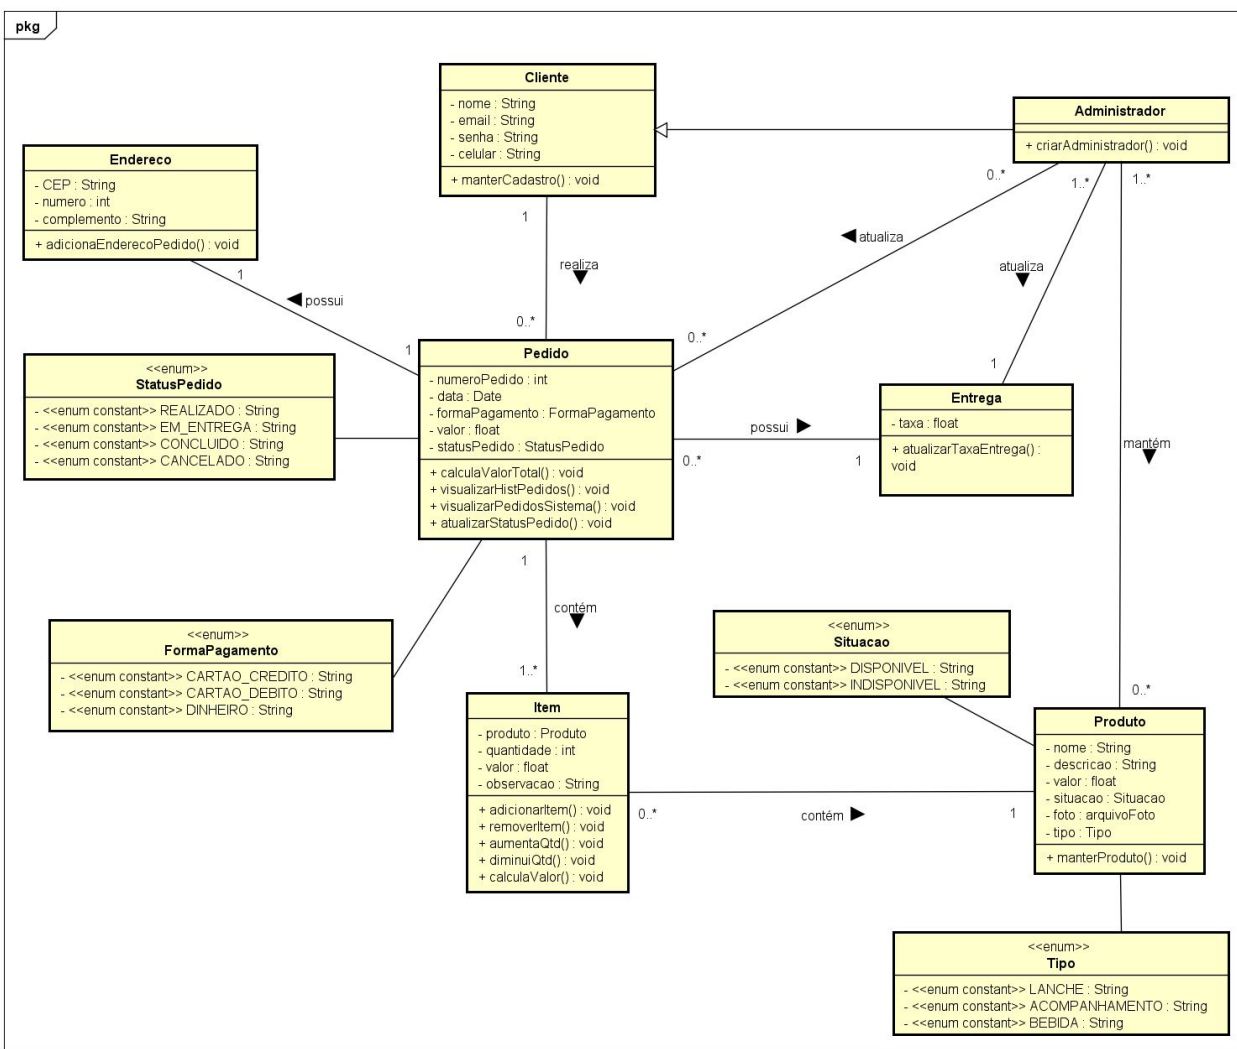 pkg
Cliente
- nome : String
- email : String
- senha : String
- celular : String
+ manterCadastro() : void
Administrador
+ criarAdministrador() : void
Endereco
- CEP : String
- numero : int
- complemento : String
+ adicionaEnderecoPedido() : void
1
0..*
1..*
1..*
atualiza
realiza
atualiza
1
possui
0..*
0..*
1
1
StatusPedido
<<enum>>
- <<enum constant>> REALIZADO : String
- <<enum constant>> EM_ENTREGA : String
- <<enum constant>> CONCLUIDO : String
- <<enum constant>> CANCELADO : String
Pedido
- numeroPedido : int
- data : Date
- formaPagamento : FormaPagamento
- valor : float
- statusPedido : StatusPedido
+ calculaValorTotal() : void
+ visualizarHistPedidos() : void
+ visualizarPedidosSistema() : void
+ atualizarStatusPedido() : void
possui
0..*
1
Entrega
- taxa : float
+ atualizarTaxaEntrega() :
void
mantém
1
contém
1..*
<<enum>>
FormaPagamento
- <<enum constant>> CARTAO_CREDITO : String
- <<enum constant>> CARTAO_DEBITO : String
- <<enum constant>> DINHEIRO : String
<<enum>>
Situacao
- <<enum constant>> DISPONIVEL : String
- <<enum constant>> INDISPONIVEL : String
0..*
Item
- produto : Produto
- quantidade : int
- valor : float
- observacao : String
+ adicionarItem() : void
+ removerItem() : void
+ aumentaQtd() : void
+ diminuiQtd() : void
+ calculaValor() : void
0..*
contém
1
Produto
- nome : String
- descricao : String
- valor : float
- situacao : Situacao
- foto : arquivoFoto
- tipo : Tipo
+ manterProduto() : void
<<enum>>
Tipo
- <<enum constant>> LANCHE : String
- <<enum constant>> ACOMPANHAMENTO : String
- <<enum constant>> BEBIDA : String